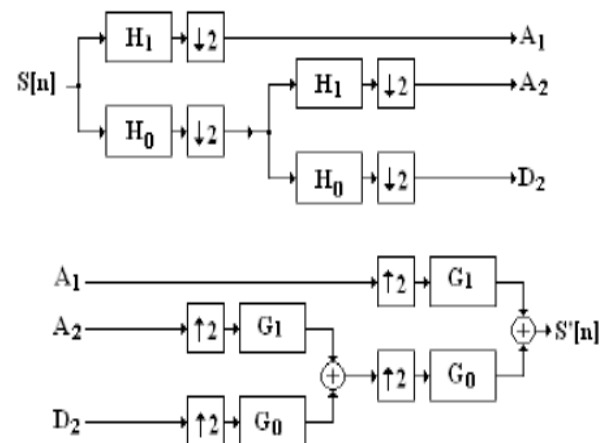 H₁ ↓2 A₁
S[n] H₁ ↓2 A₂
H₀ ↓2
H₀ ↓2 D₂
A₁ ↑2 G₁
A₂ ↑2 G₁ + S'[n]
+ ↑2 G₀
D₂ ↑2 G₀